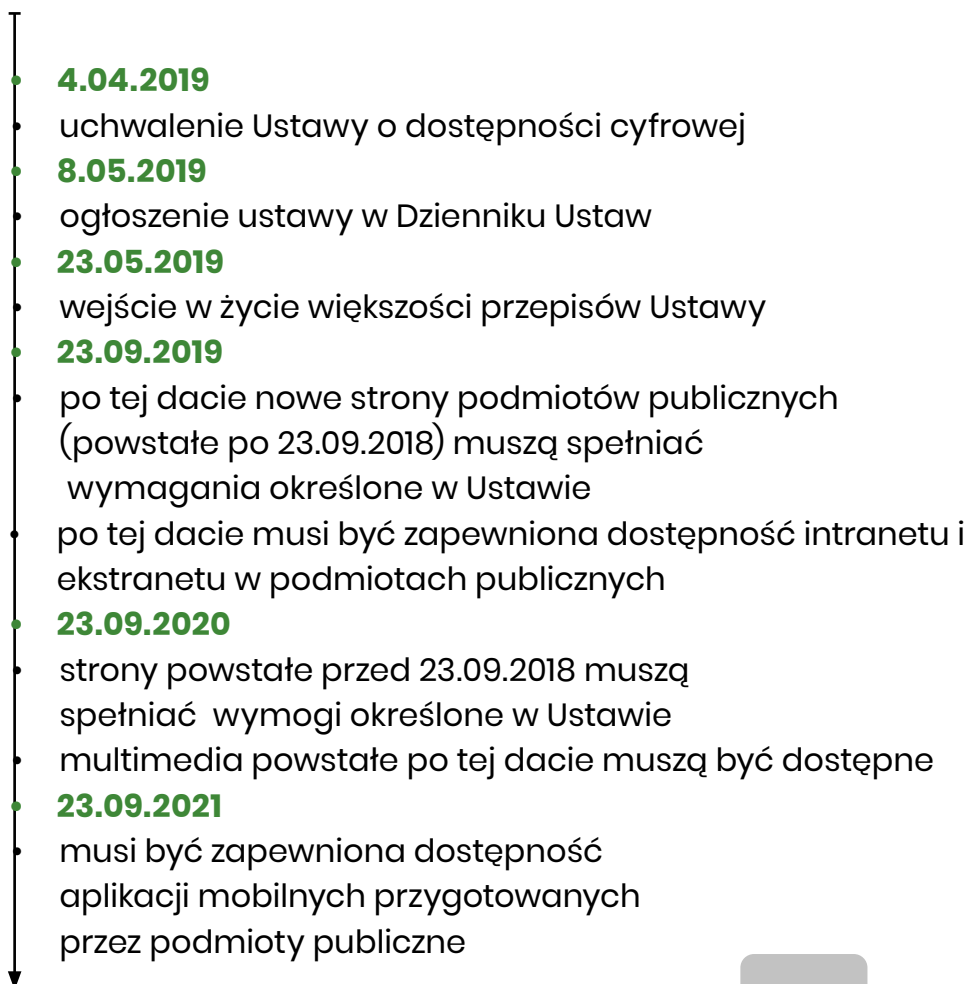 4.04.2019
uchwalenie Ustawy o dostępności cyfrowej
8.05.2019
ogłoszenie ustawy w Dzienniku Ustaw
23.05.2019
wejście w życie większości przepisów Ustawy
23.09.2019
po tej dacie nowe strony podmiotów publicznych
(powstałe po 23.09.2018) muszą spełniać
wymagania określone w Ustawie
po tej dacie musi być zapewniona dostępność intranetu i
ekstranetu w podmiotach publicznych
23.09.2020
strony powstałe przed 23.09.2018 muszą
spełniać wymogi określone w Ustawie
multimedia powstałe po tej dacie muszą być dostępne
23.09.2021
musi być zapewniona dostępność
aplikacji mobilnych przygotowanych
przez podmioty publiczne